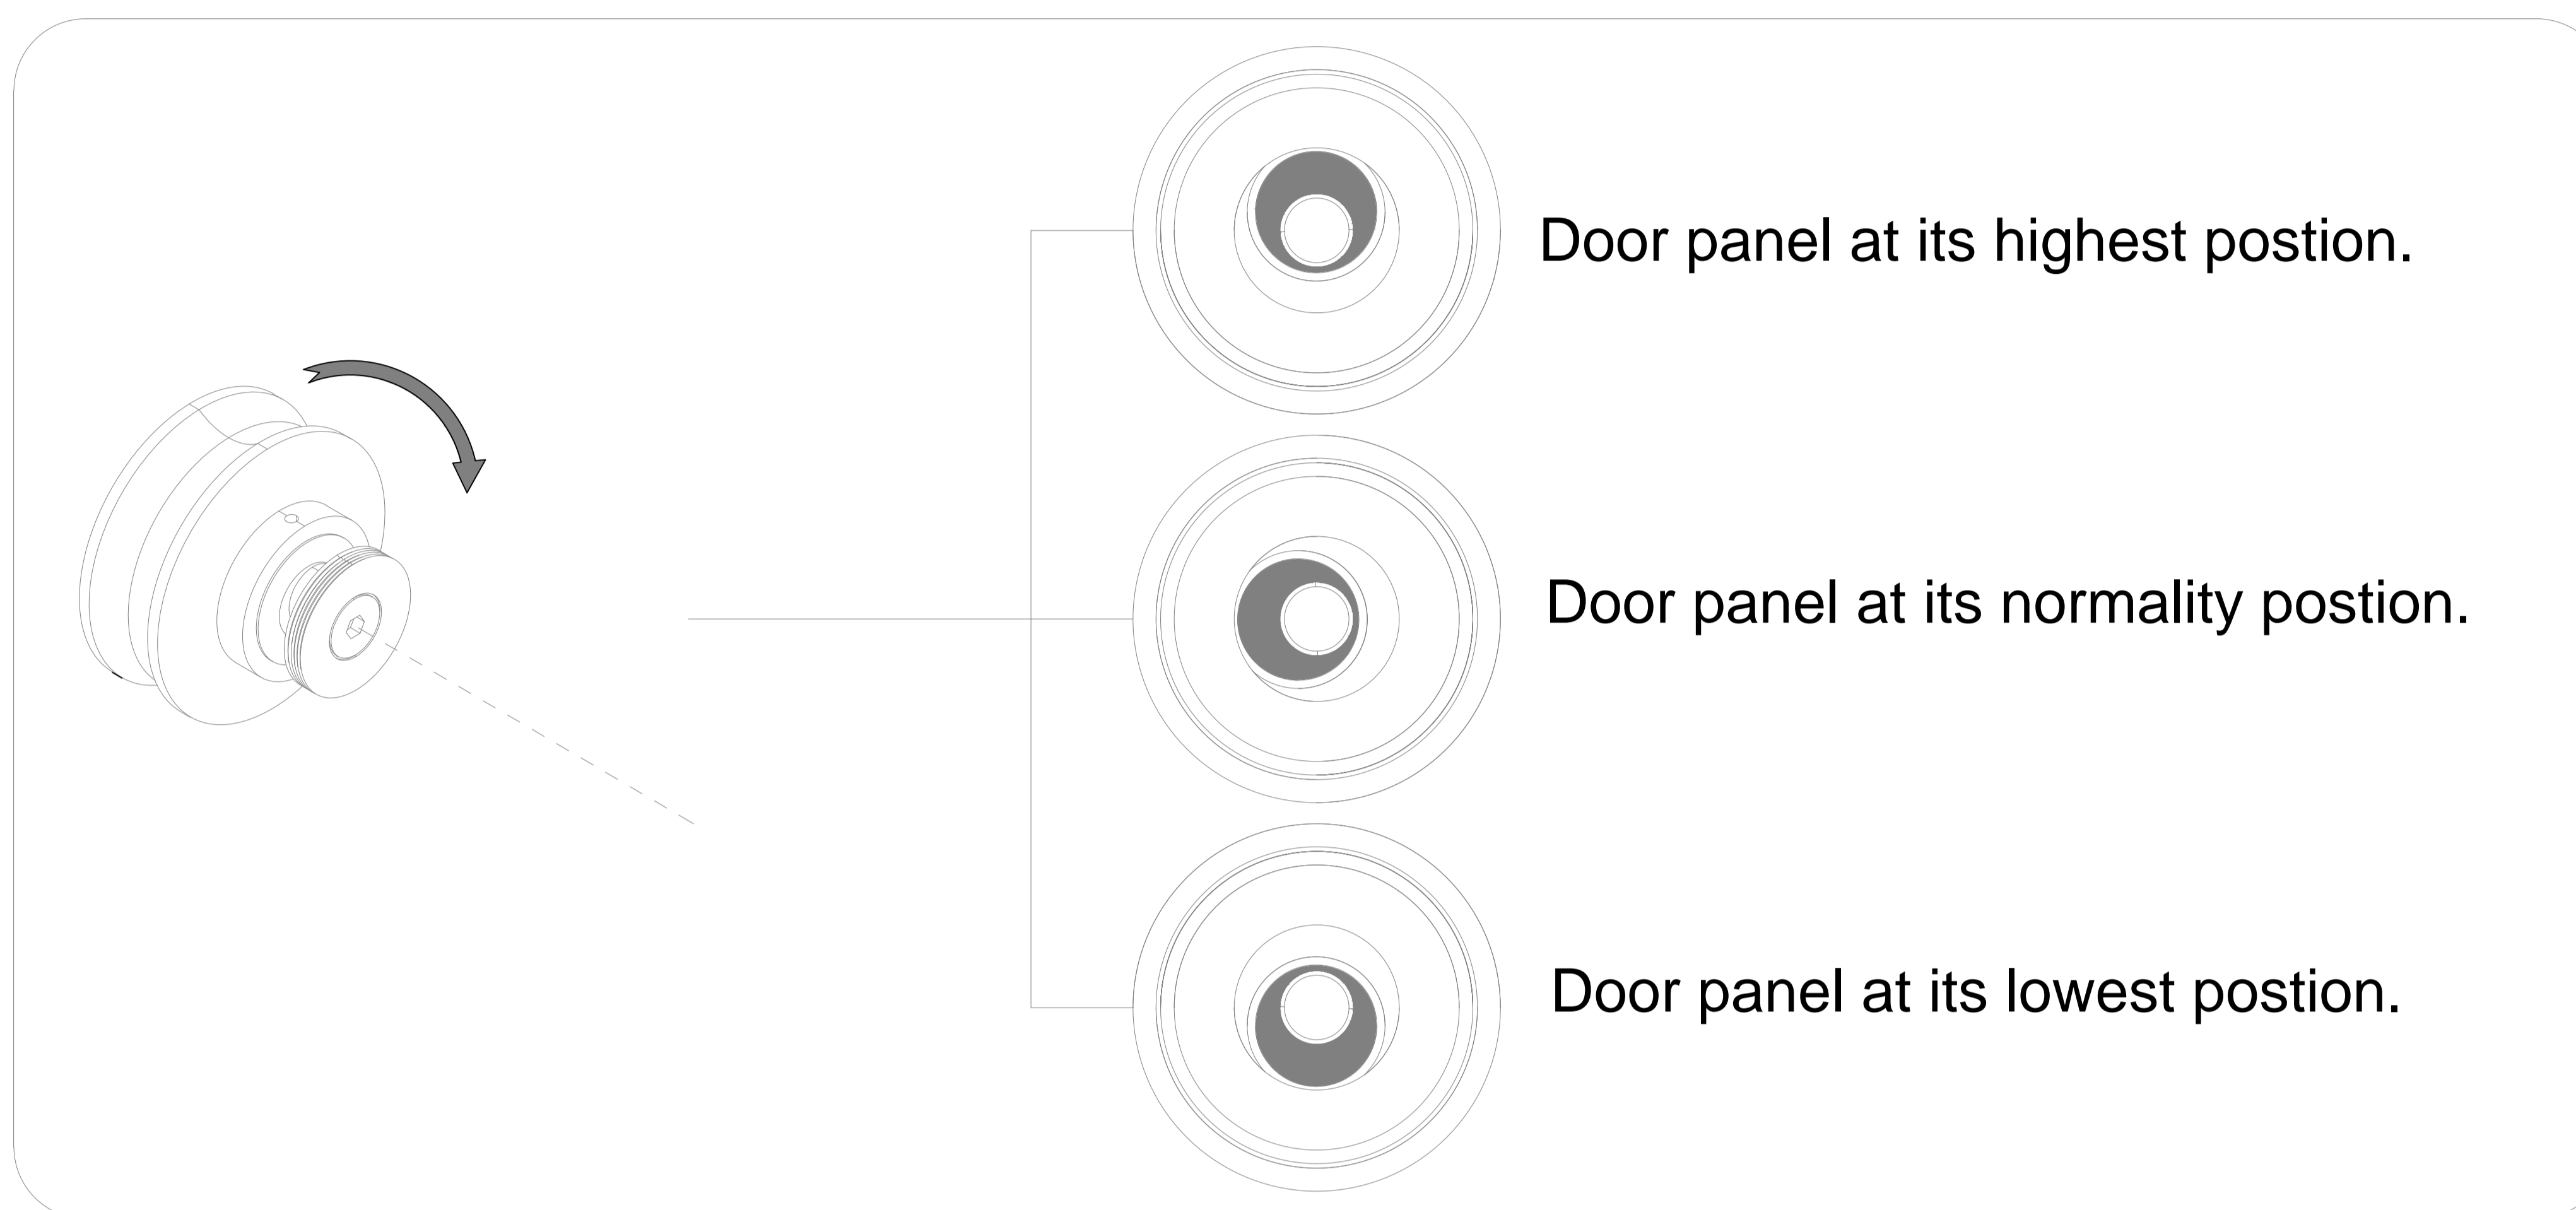 Door panel at its highest postion.
Door panel at its normality postion.
Door panel at its lowest postion.